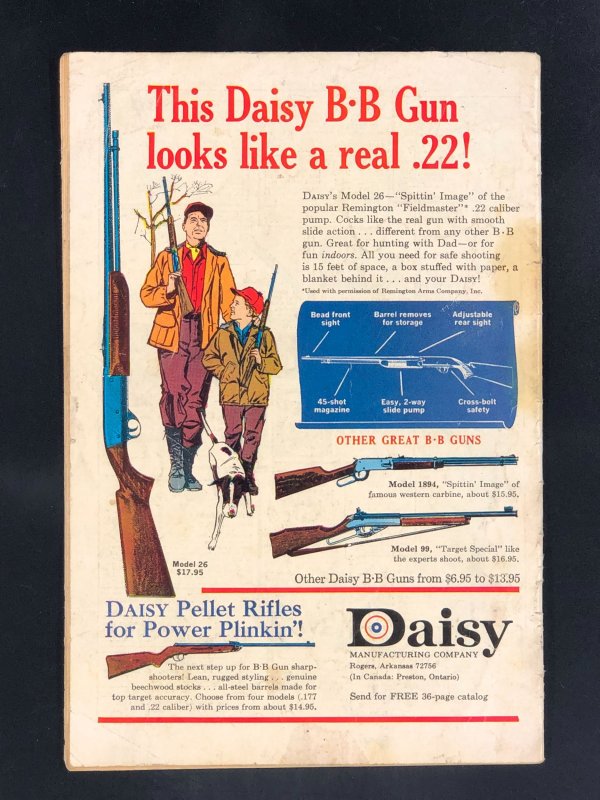 This Daisy B·B Gun
looks like a real .22!
DAISY's Model 26—"Spittin' Image" of the
popular Remington "Fieldmaster"* .22 caliber
pump. Cocks like the real gun with smooth
slide action . . . different from any other B·B
gun. Great for hunting with Dad—or for
fun indoors. All you need for safe shooting
is 15 feet of space, a box stuffed with paper, a
blanket behind it . . . and your DAISY!
*Used with permission of Remington Arms Company, Inc.
Bead front
sight
Barrel removes
for storage
Adjustable
rear sight
45-shot
magazine
Easy, 2-way
slide pump
Cross-bolt
safety
OTHER GREAT B·B GUNS
Model 1894, "Spittin' Image" of
famous western carbine, about $15.95.
Model 99, "Target Special" like
the experts shoot, about $16.95.
Model 26
$17.95
Other Daisy B·B Guns from $6.95 to $13.95
DAISY Pellet Rifles
for Power Plinkin'!
The next step up for B·B Gun sharp-
shooters! Lean, rugged styling . . . genuine
beechwood stocks . . . all-steel barrels made for
top target accuracy. Choose from four models (.177
and .22 caliber) with prices from about $14.95.
Daisy
MANUFACTURING COMPANY
Rogers, Arkansas 72756
(In Canada: Preston, Ontario)
Send for FREE 36-page catalog